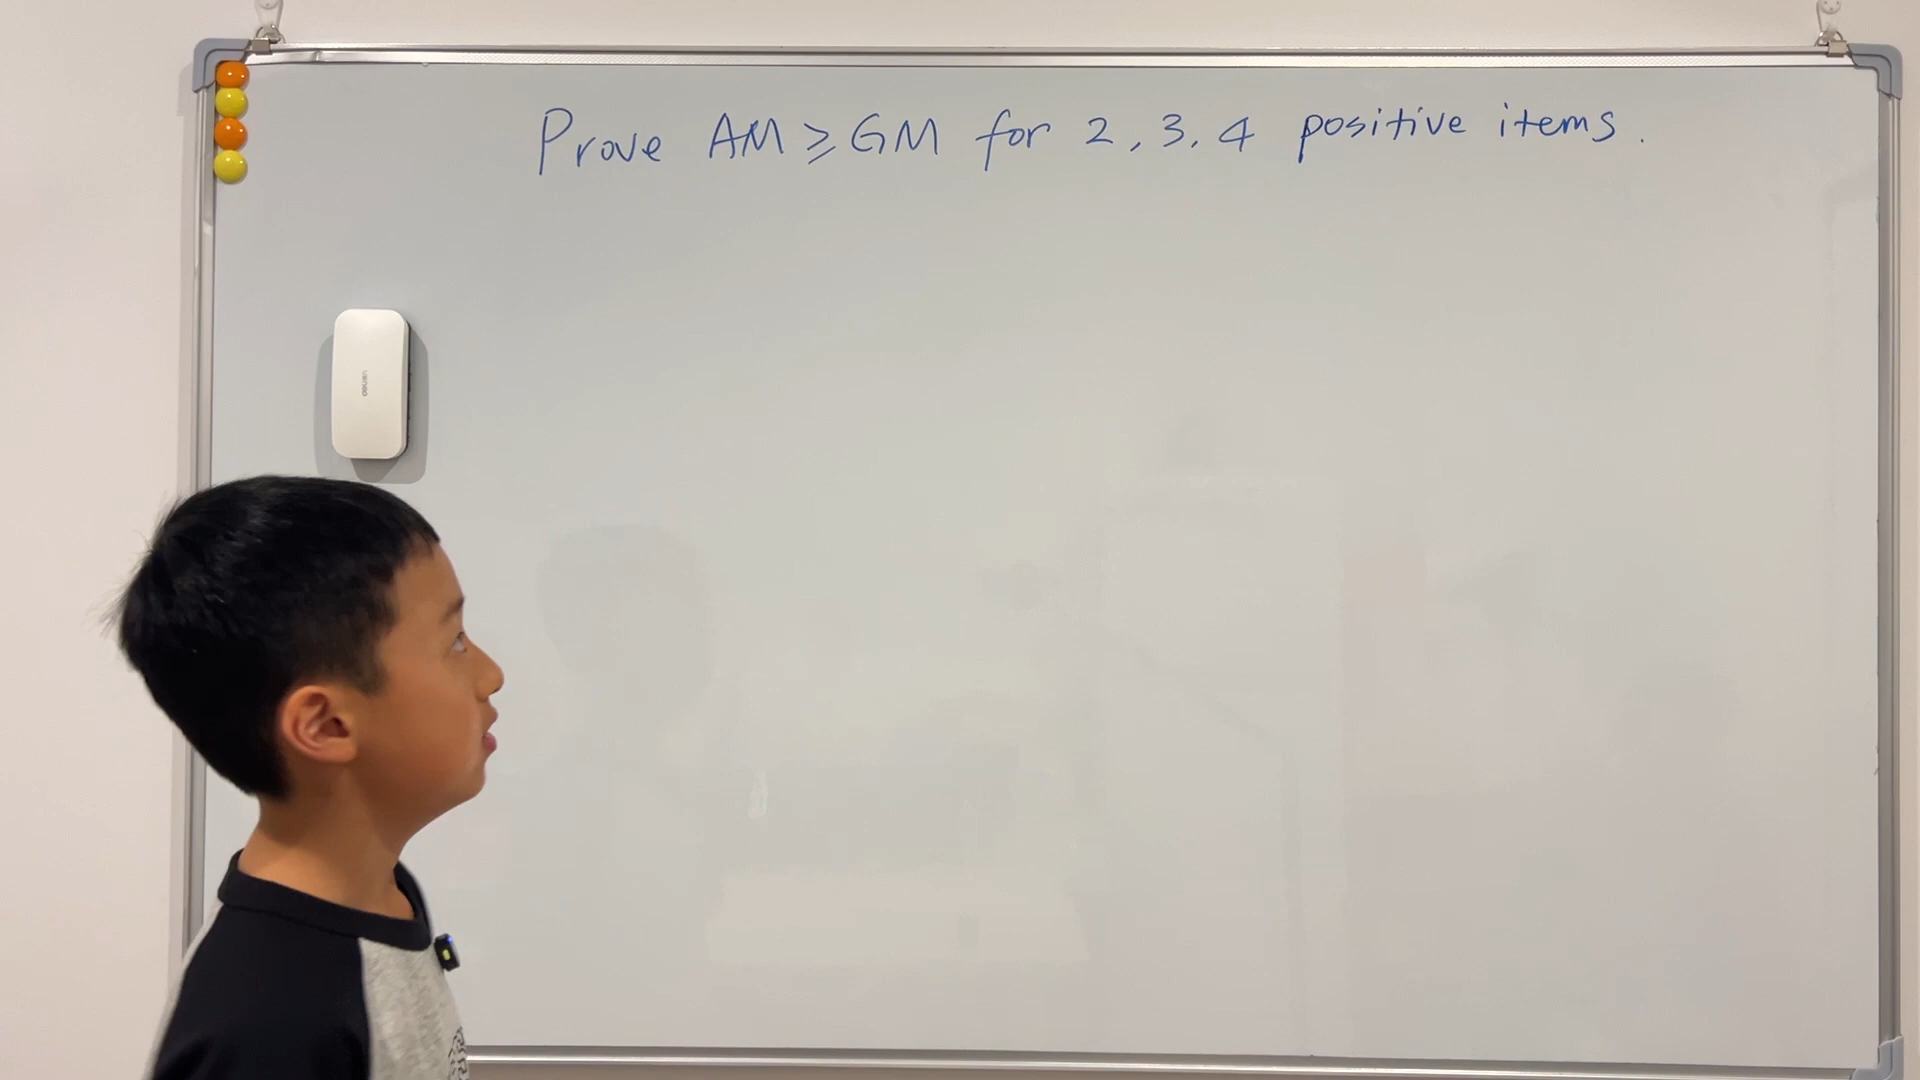 Prove AM ≥ GM for 2, 3, 4 positive items.